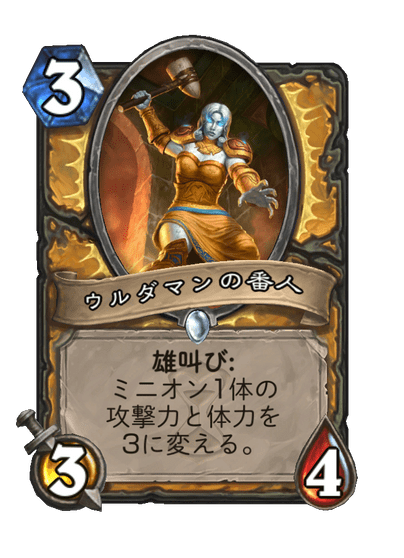 3
ウルダマンの番人
雄叫び:
ミニオン1体の
攻撃力と体力を
3に変える。
3
4